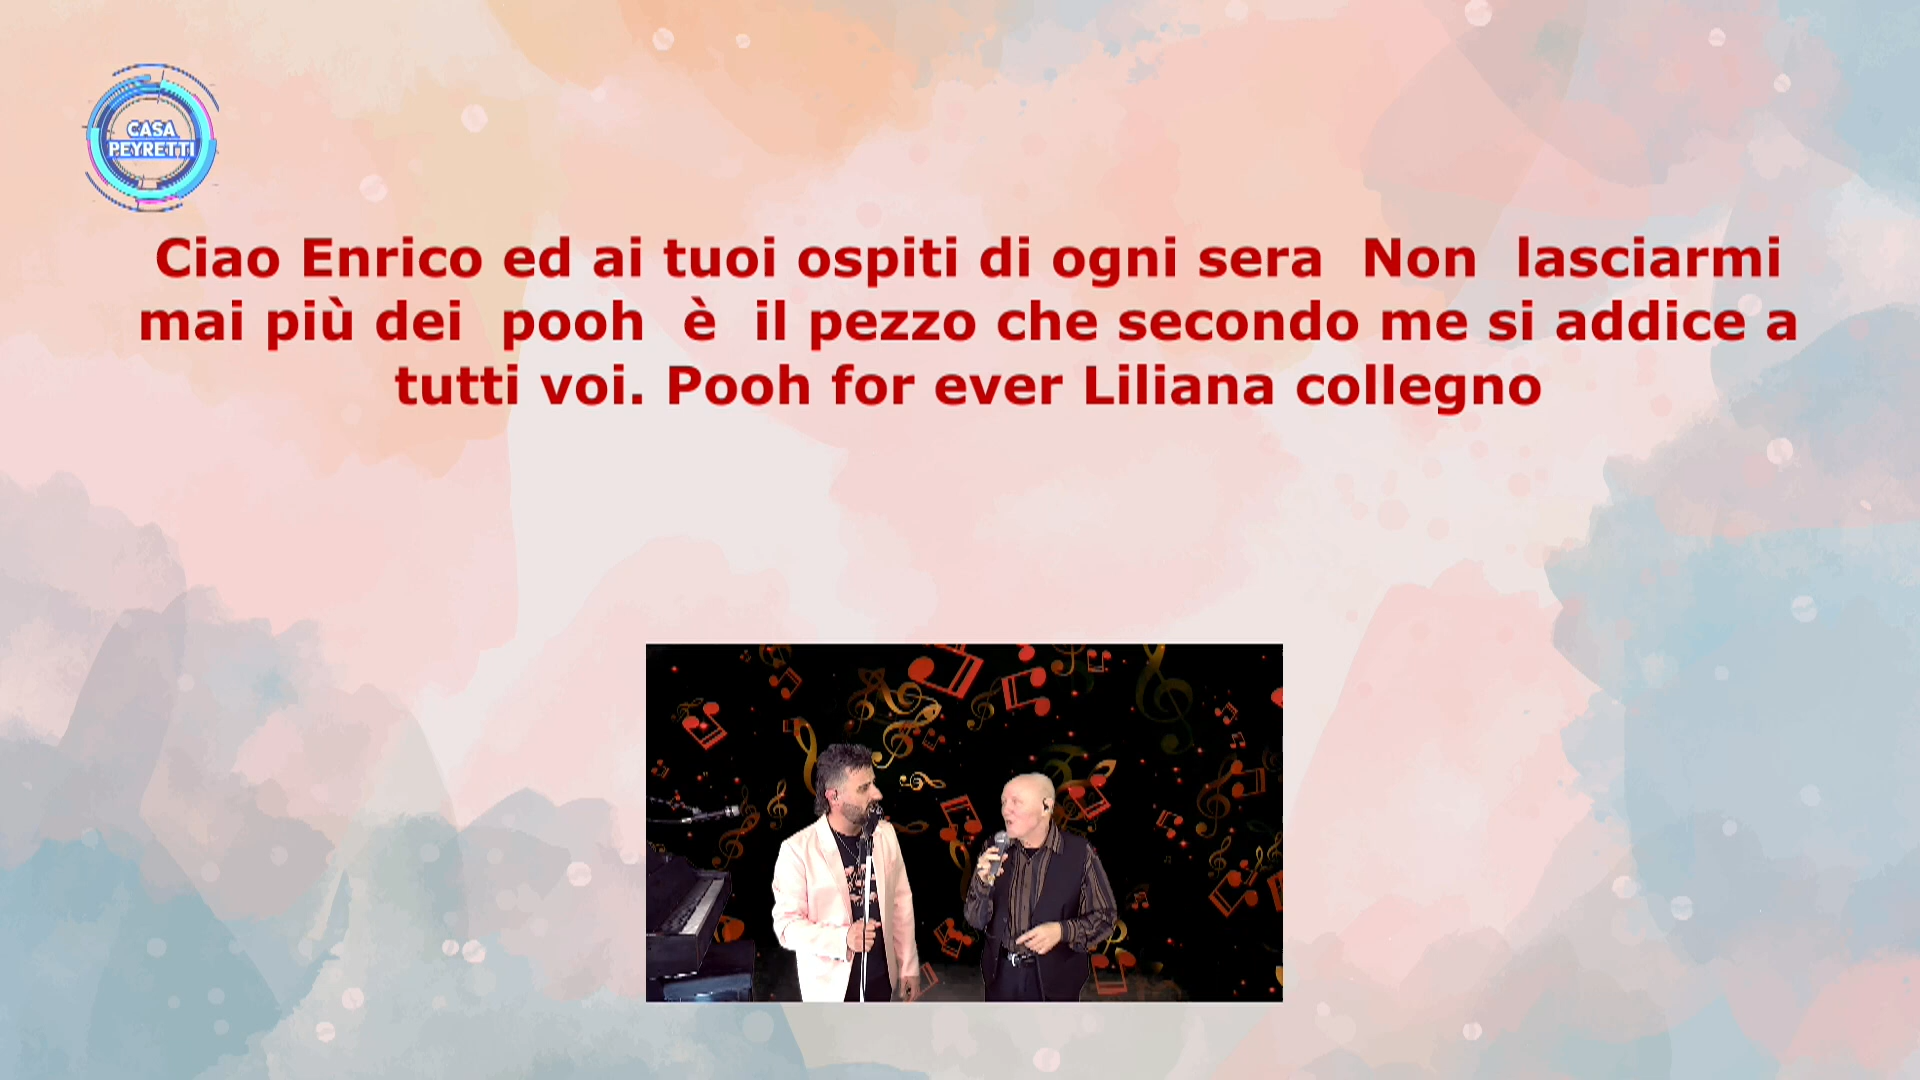 CASA
PEYRETTI
Ciao Enrico ed ai tuoi ospiti di ogni sera  Non  lasciarmi
mai più dei  pooh  è  il pezzo che secondo me si addice a
tutti voi. Pooh for ever Liliana collegno